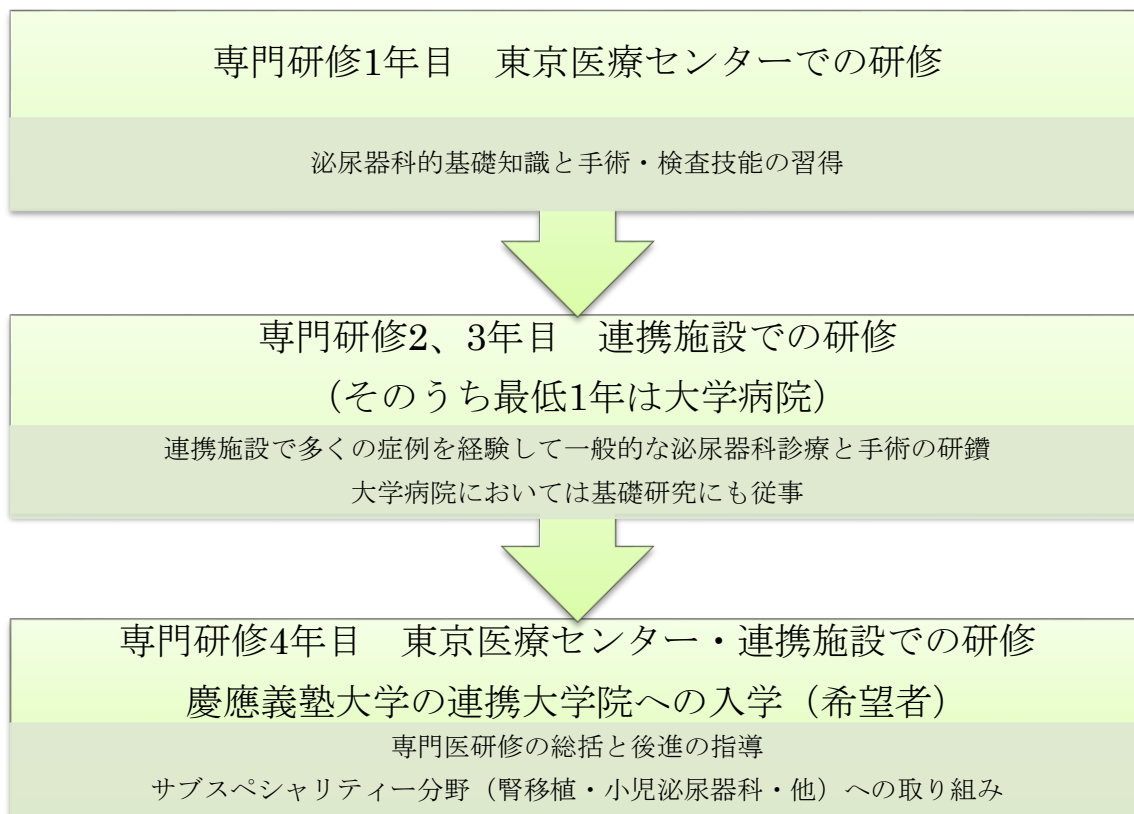 専門研修1年目　東京医療センターでの研修
泌尿器科的基礎知識と手術・検査技能の習得
専門研修2、3年目　連携施設での研修
（そのうち最低1年は大学病院）
連携施設で多くの症例を経験して一般的な泌尿器科診療と手術の研鑽
大学病院においては基礎研究にも従事
専門研修4年目　東京医療センター・連携施設での研修
慶應義塾大学の連携大学院への入学（希望者）
専門医研修の総括と後進の指導
サブスペシャリティー分野（腎移植・小児泌尿器科・他）への取り組み